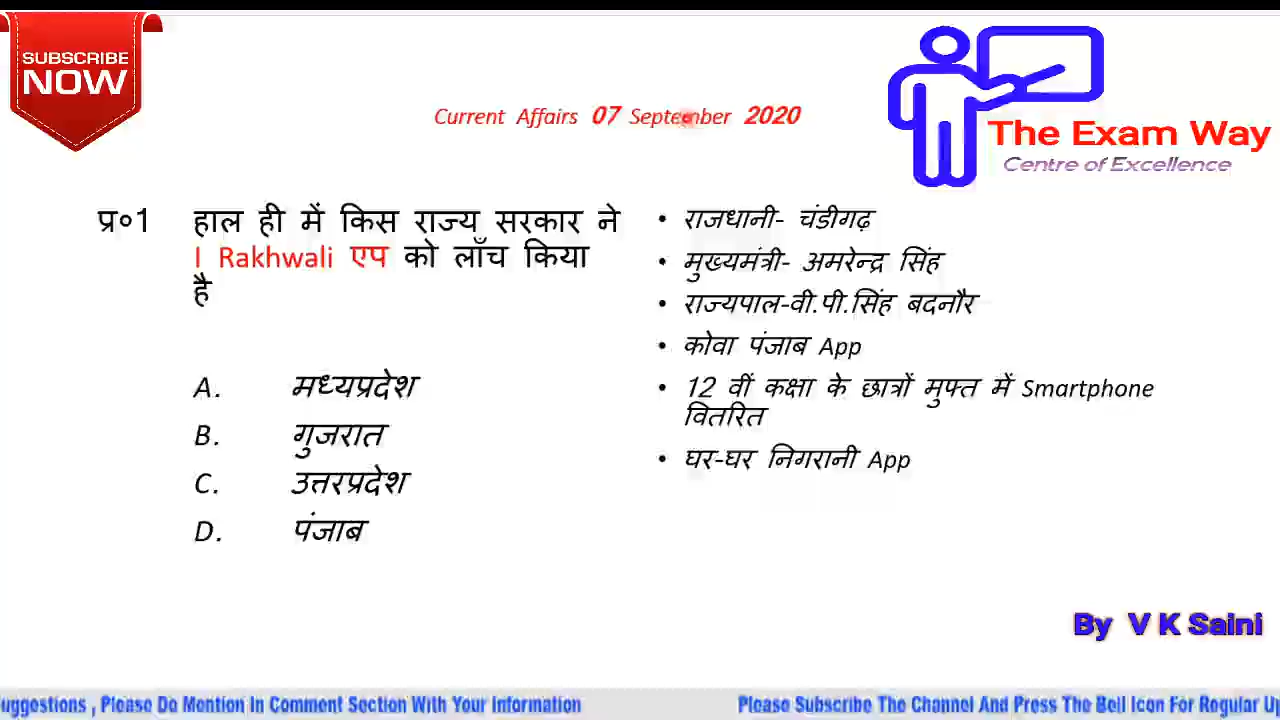 SUBSCRIBE
NOW
Current Affairs 07 September 2020
The Exam Way
Centre of Excellence
प्र०1 हाल ही में किस राज्य सरकार ने
I Rakhwali एप को लाँच किया
है
A. मध्यप्रदेश
B. गुजरात
C. उत्तरप्रदेश
D. पंजाब
• राजधानी- चंडीगढ़
• मुख्यमंत्री- अमरेन्द्र सिंह
• राज्यपाल-वी.पी.सिंह बदनौर
• कोवा पंजाब App
• 12 वीं कक्षा के छात्रों मुफ्त में Smartphone
वितरित
• घर-घर निगरानी App
By V K Saini
uggestions , Please Do Mention In Comment Section With Your Information Please Subscribe The Channel And Press The Bell Icon For Regular Up